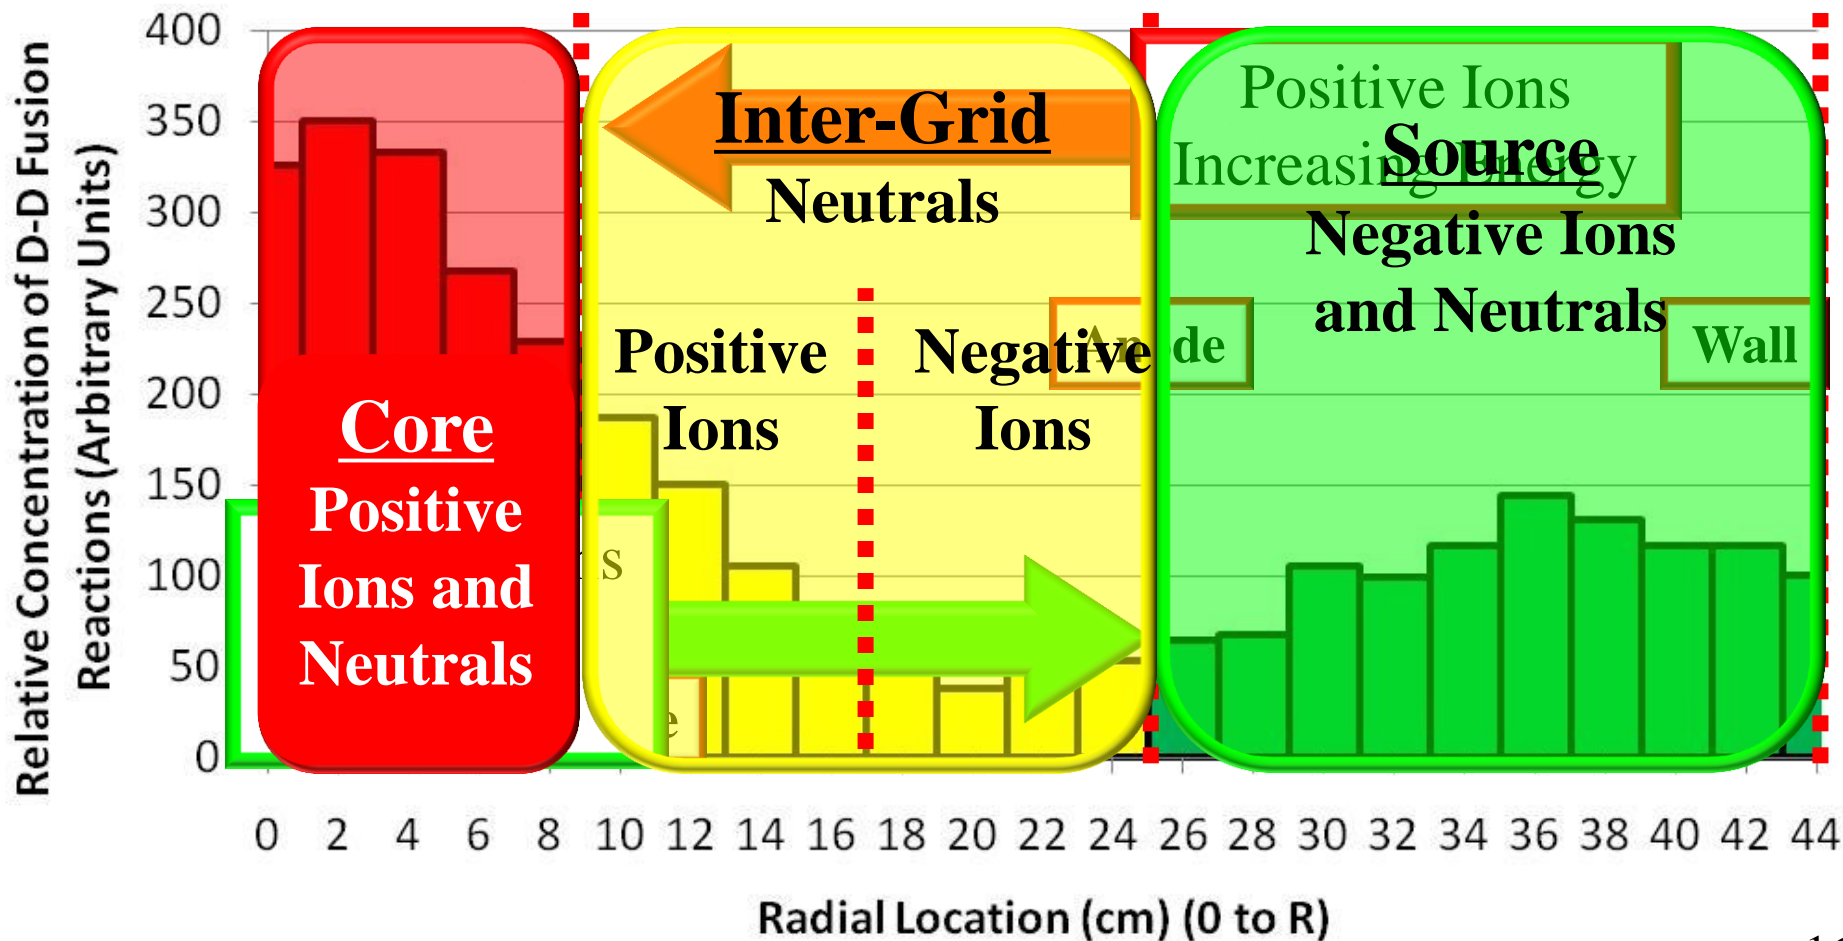 Relative Concentration of D-D Fusion
Reactions (Arbitrary Units)
400
350
300
250
200
150
100
50
0
Inter-Grid
Neutrals
Positive
Ions
Negative
Ions
Positive Ions
Increasing Energy
Source
Negative Ions
and Neutrals
Wall
Core
Positive
Ions and
Neutrals
0 2 4 6 8 10 12 14 16 18 20 22 24 26 28 30 32 34 36 38 40 42 44
Radial Location (cm) (0 to R)